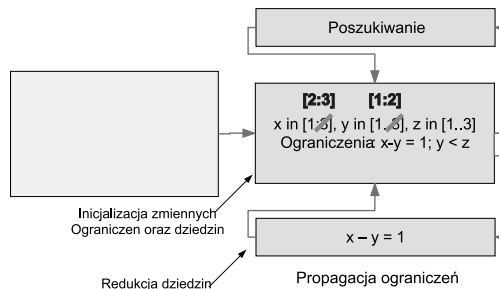 Poszukiwanie
[2:3] [1:2]
x in [1:3], y in [1..3], z in [1..3]
Ograniczenia: x-y = 1; y < z
Inicjalizacja zmiennych
Ograniczen oraz dziedzin
x – y = 1
Redukcja dziedzin
Propagacja ograniczeń